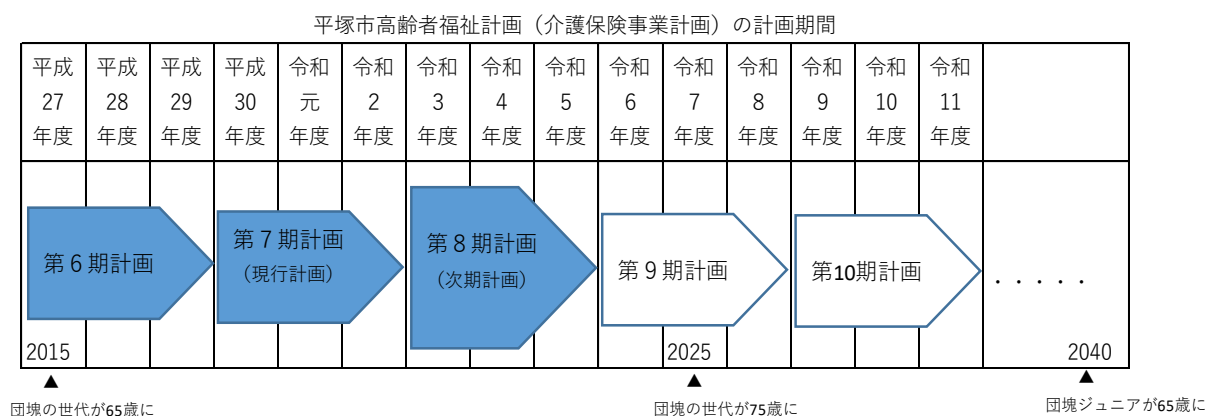 平塚市高齢者福祉計画（介護保険事業計画）の計画期間
平成 平成 平成 平成 令和 令和 令和 令和 令和 令和 令和 令和 令和 令和 令和
27 28 29 30 元 2 3 4 5 6 7 8 9 10 11
年度 年度 年度 年度 年度 年度 年度 年度 年度 年度 年度 年度 年度 年度 年度
第６期計画
第７期計画
（現行計画）
第８期計画
（次期計画）
第９期計画
第10期計画
．．．．．
2015 2025 2040
▲ ▲ ▲
団塊の世代が65歳に 団塊の世代が75歳に 団塊ジュニアが65歳に